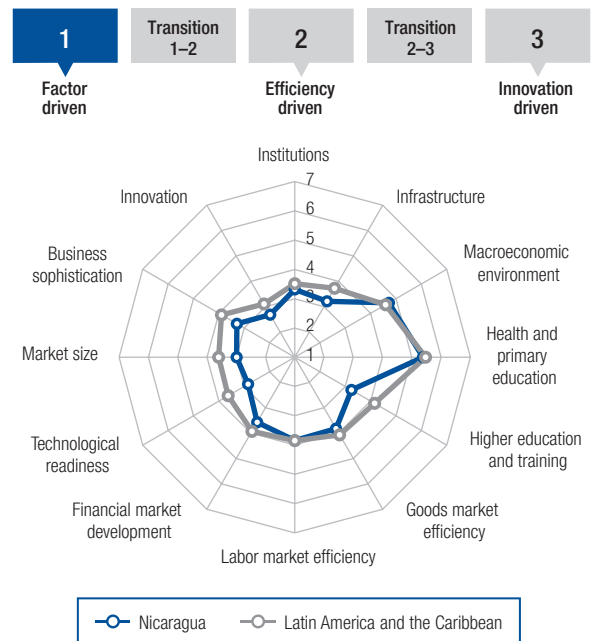 1
Transition
1–2
2
Transition
2–3
3
Factor
driven
Efficiency
driven
Innovation
driven
Institutions
Infrastructure
Macroeconomic
environment
Health and
primary
education
Higher education
and training
Goods market
efficiency
Labor market efficiency
Financial market
development
Technological
readiness
Market size
Business
sophistication
Innovation
7
6
5
4
3
2
1
Nicaragua
Latin America and the Caribbean